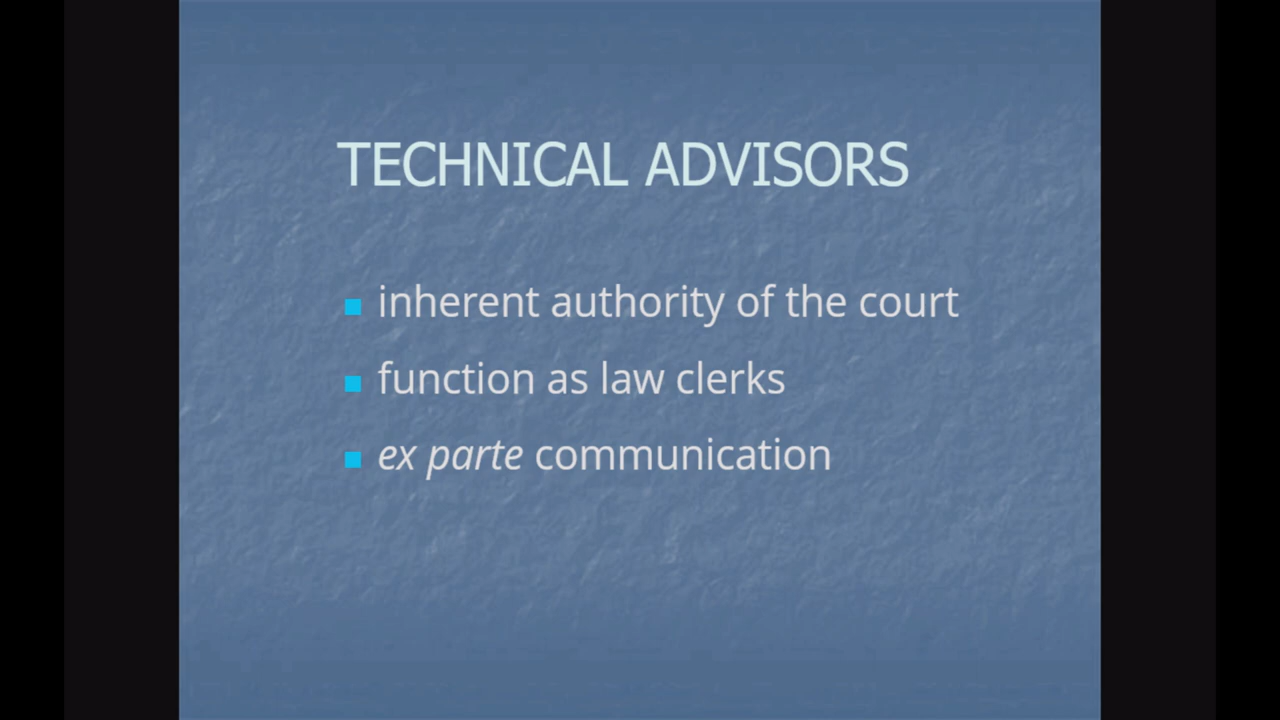 TECHNICAL ADVISORS
inherent authority of the court
function as law clerks
ex parte communication